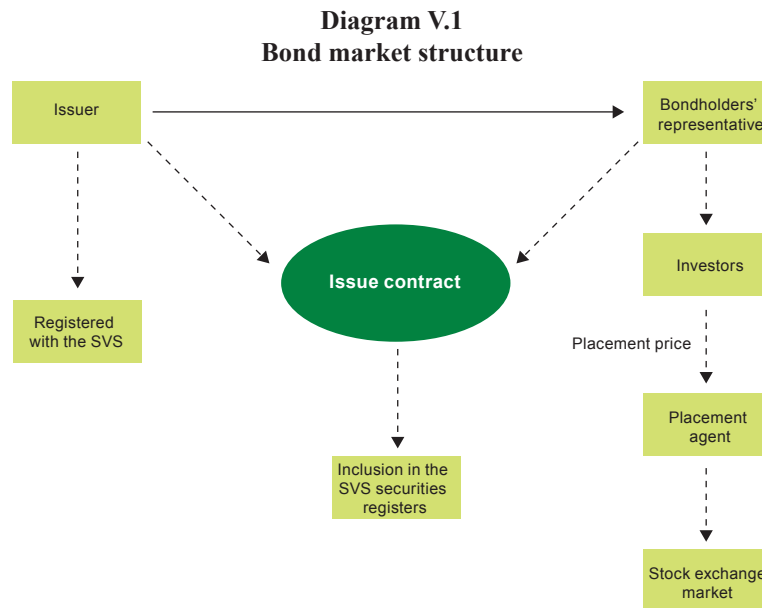 Diagram V.1
Bond market structure
Issuer
Bondholders'
representative
Issue contract
Investors
Registered
with the SVS
Placement price
Placement
agent
Inclusion in the
SVS securities
registers
Stock exchange
market